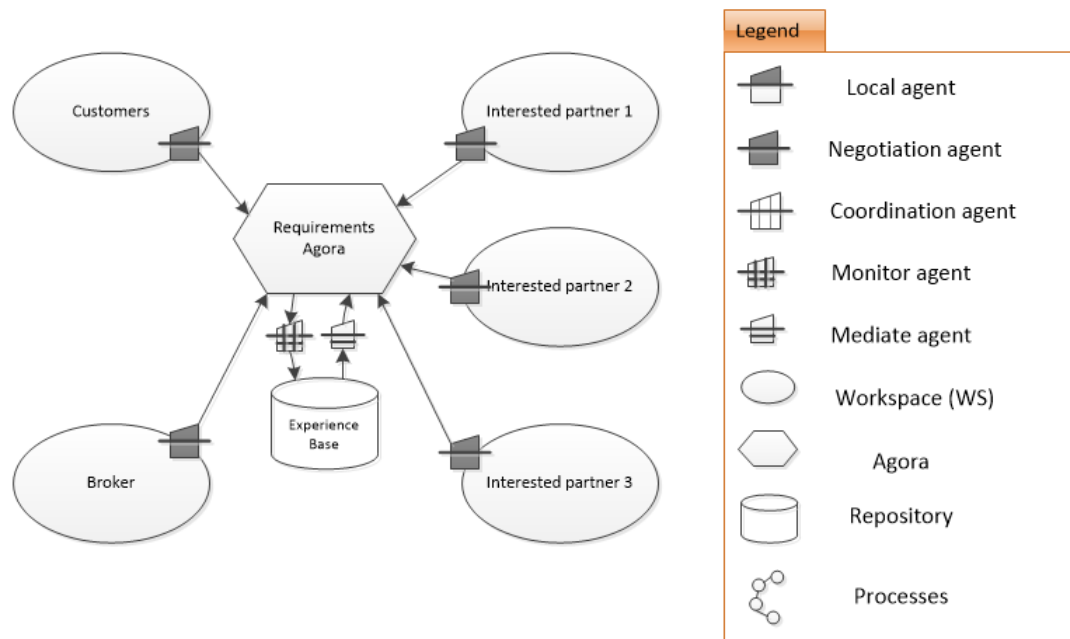 Customers
Interested partner 1
Requirements
Agora
Interested partner 2
Experience
Base
Broker
Interested partner 3
Legend
Local agent
Negotiation agent
Coordination agent
Monitor agent
Mediate agent
Workspace (WS)
Agora
Repository
Processes